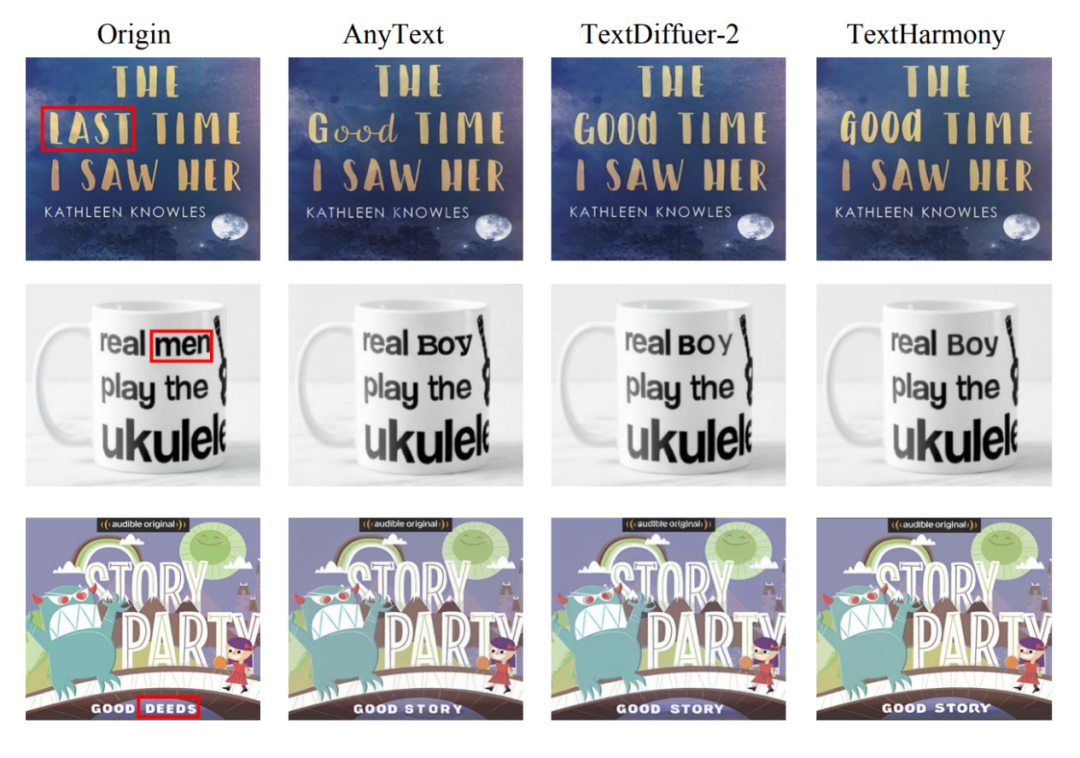 Origin AnyText TextDiffuer-2 TextHarmony
THE THE THE THE
LAST TIME Good TIME GOOd TIME GOOd TIME
I SAW HER I SAW HER I SAW HER I SAW HER
KATHLEEN KNOWLES KATHLEEN KNOWLES KATHLEEN KNOWLES KATHLEEN KNOWLES
real men real BoY real BOy real Boy
play the play the play the play the
ukulele ukulele ukulele ukulele
audible original audible original audible original audible original
STORY STORY STORY STORY
PARTY PARTY PARTY PARTY
GOOD DEEDS GOOD STORY GOOD STORY GOOD STORY